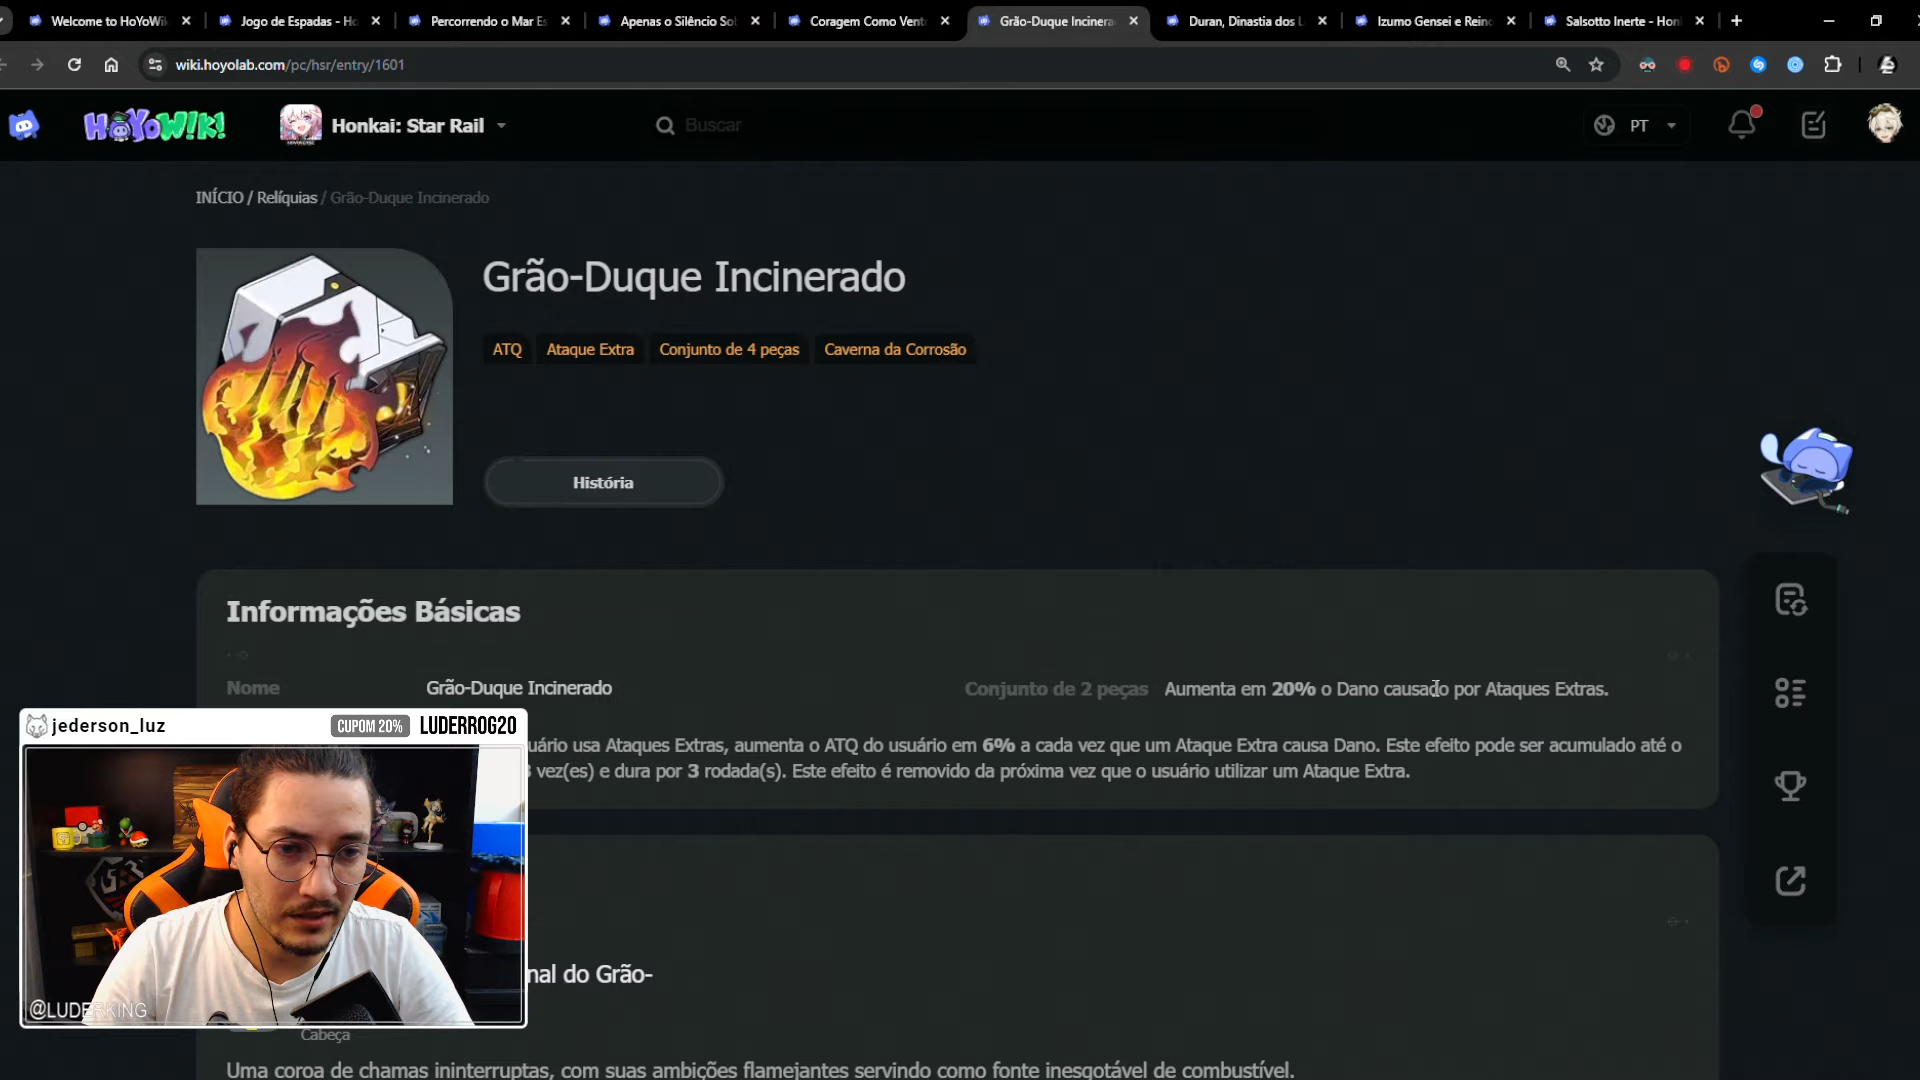 Welcome to HoYoWik
Jogo de Espadas - Ho
Percorrendo o Mar Es
Apenas o Silêncio Sol
Coragem Como Vent
Grão-Duque Incinera
Duran, Dinastia dos L
Izumo Gensei e Rein
Salsotto Inerte - Honk
wiki.hoyolab.com/pc/hsr/entry/1601
HoYoWiKi!
Honkai: Star Rail
Buscar
PT
INÍCIO / Relíquias / Grão-Duque Incinerado
Grão-Duque Incinerado
ATQ
Ataque Extra
Conjunto de 4 peças
Caverna da Corrosão
História
Informações Básicas
Nome
Grão-Duque Incinerado
Conjunto de 2 peças
Aumenta em 20% o Dano causado por Ataques Extras.
uário usa Ataques Extras, aumenta o ATQ do usuário em 6% a cada vez que um Ataque Extra causa Dano. Este efeito pode ser acumulado até o
vez(es) e dura por 3 rodada(s). Este efeito é removido da próxima vez que o usuário utilizar um Ataque Extra.
jederson_luz
CUPOM 20%
LUDERROG20
@LUDERKING
nal do Grão-
Cabeça
Uma coroa de chamas ininterruptas, com suas ambições flamejantes servindo como fonte inesgotável de combustível.